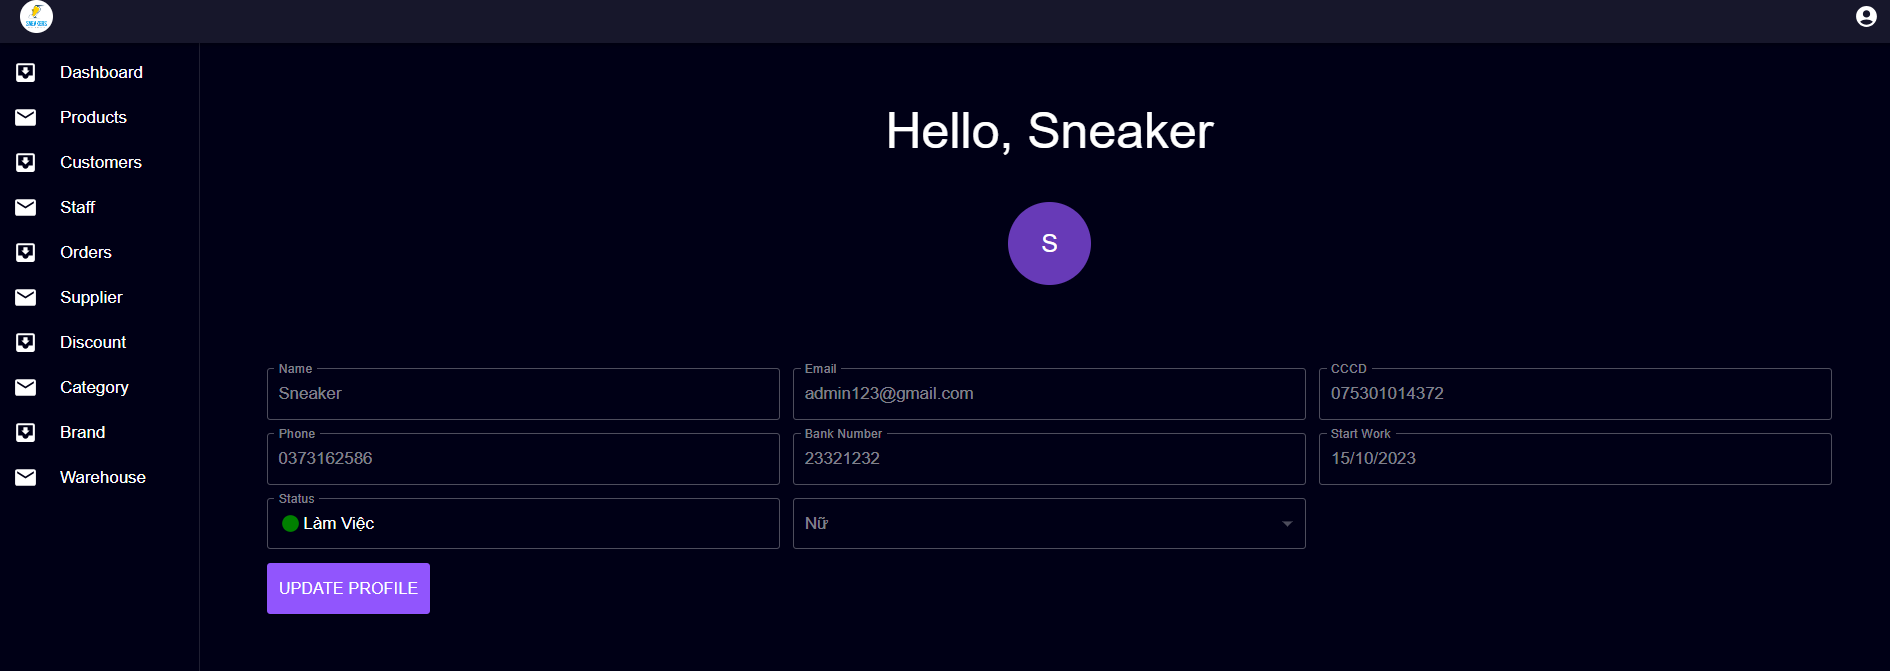 SNEAKERS
Dashboard
Products
Customers
Staff
Orders
Supplier
Discount
Category
Brand
Warehouse
Hello, Sneaker
S
Name
Sneaker
Email
admin123@gmail.com
CCCD
075301014372
Phone
0373162586
Bank Number
23321232
Start Work
15/10/2023
Status
Làm Việc
Nữ
UPDATE PROFILE